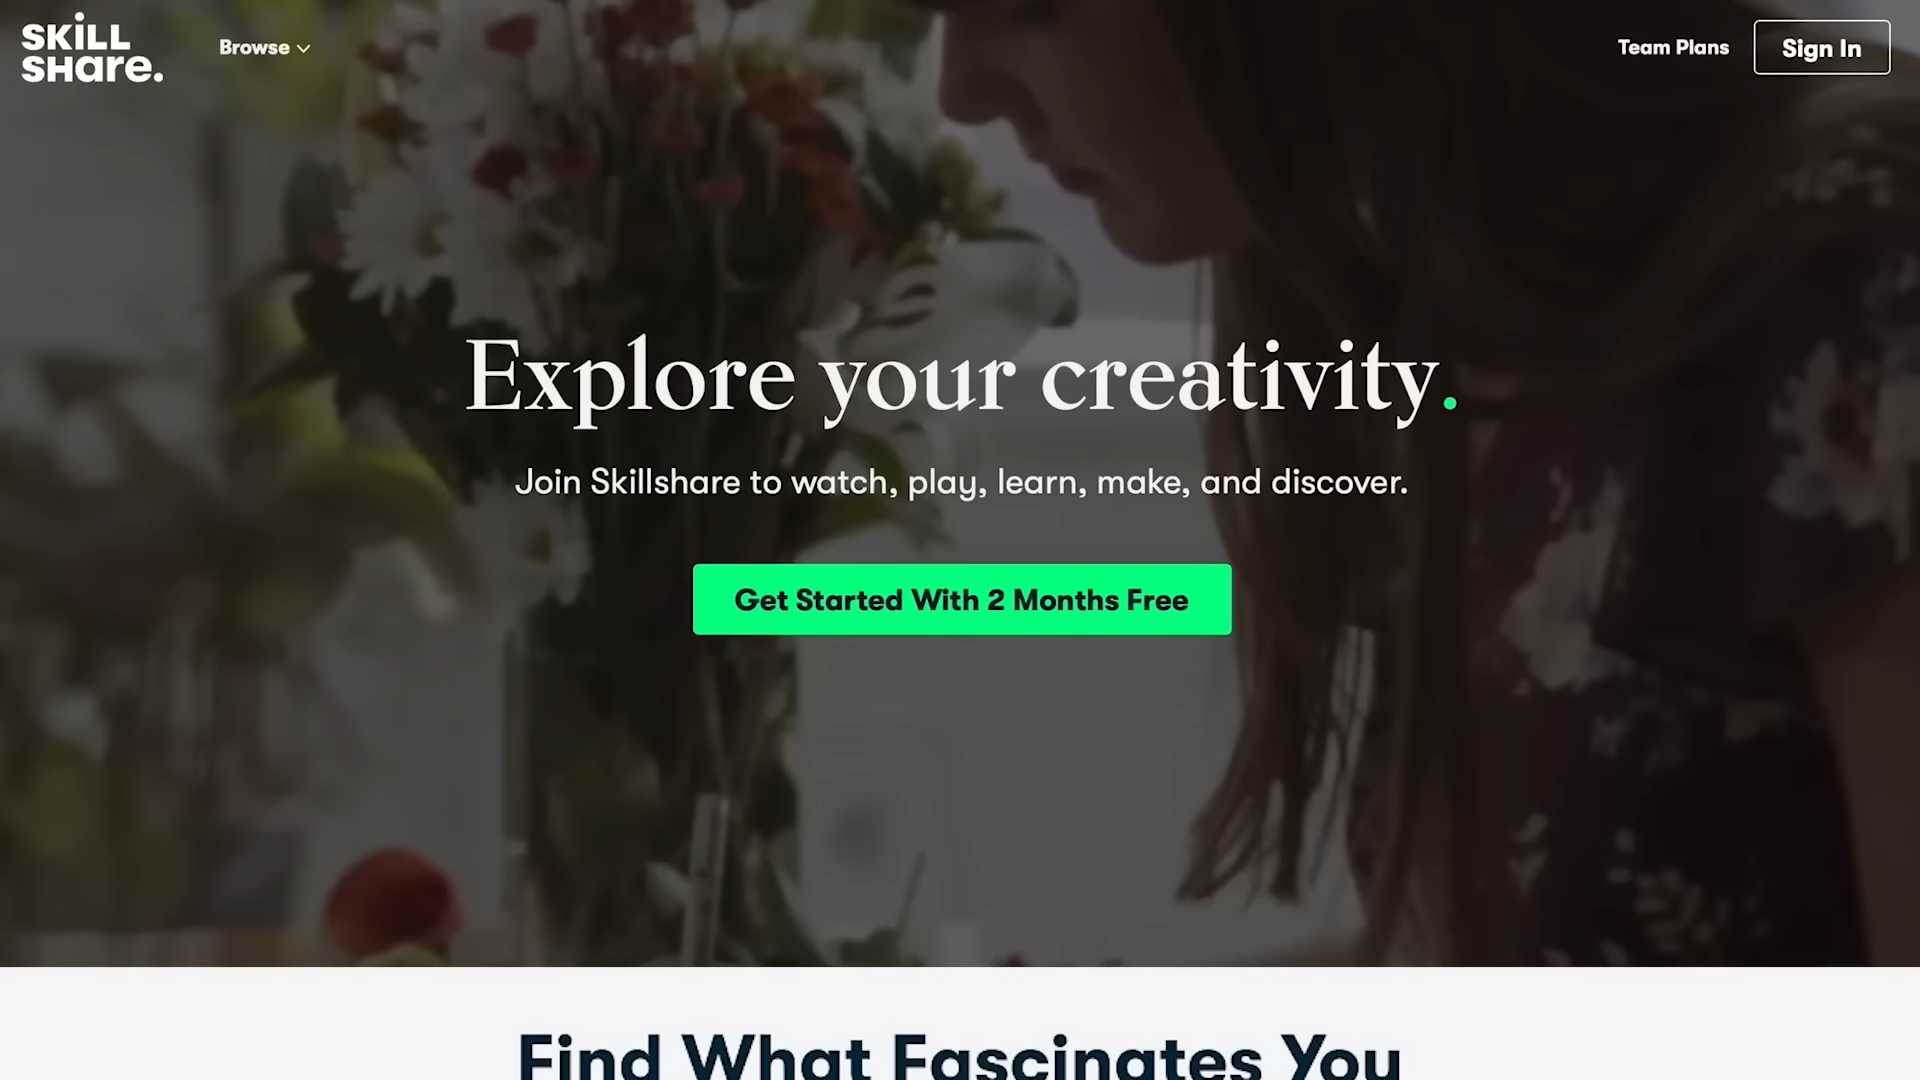 SKiLL
SHare.
Browse
Team Plans
Sign In
Explore your creativity.
Join Skillshare to watch, play, learn, make, and discover.
Get Started With 2 Months Free
Find What Fascinates You